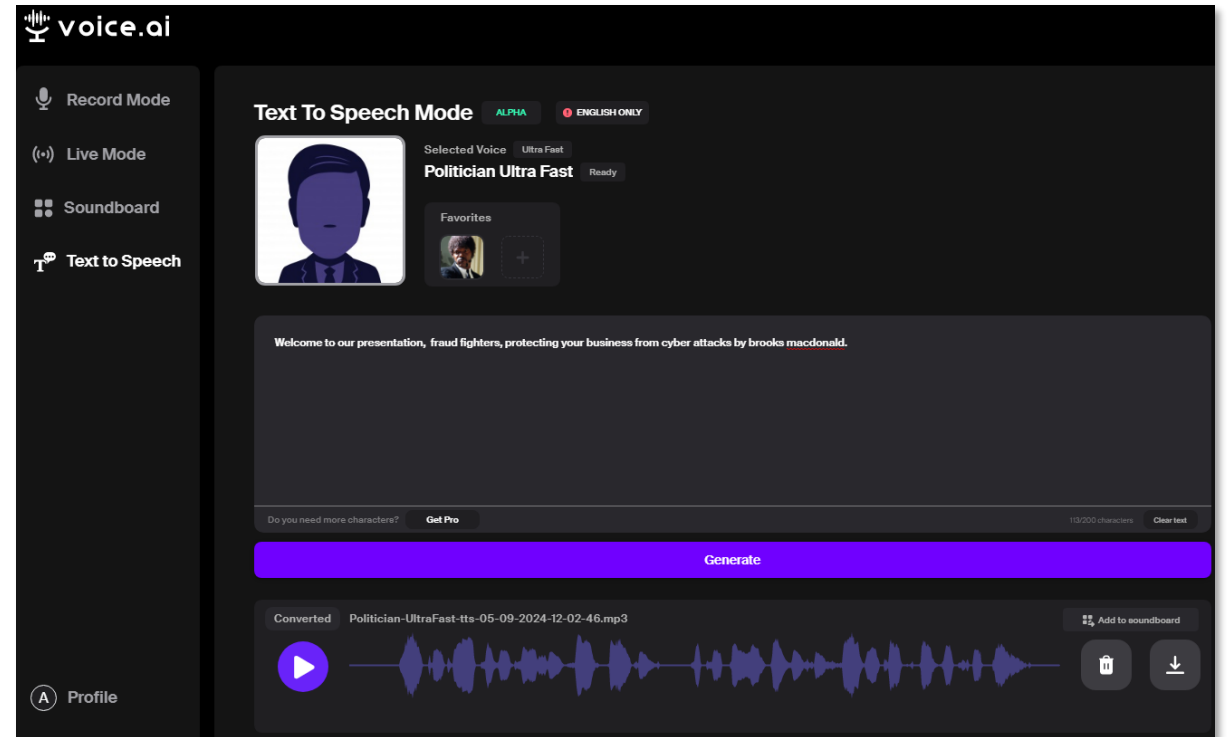 voice.ai
Record Mode
Live Mode
Soundboard
Text to Speech
Profile
Text To Speech Mode ALPHA ENGLISH ONLY
Selected Voice Ultra Fast
Politician Ultra Fast Ready
Favorites
Welcome to our presentation, fraud fighters, protecting your business from cyber attacks by brooks macdonald.
Do you need more characters? Get Pro 113/200 characters Clear text
Generate
Converted Politician-UltraFast-tts-05-09-2024-12-02-46.mp3 Add to soundboard